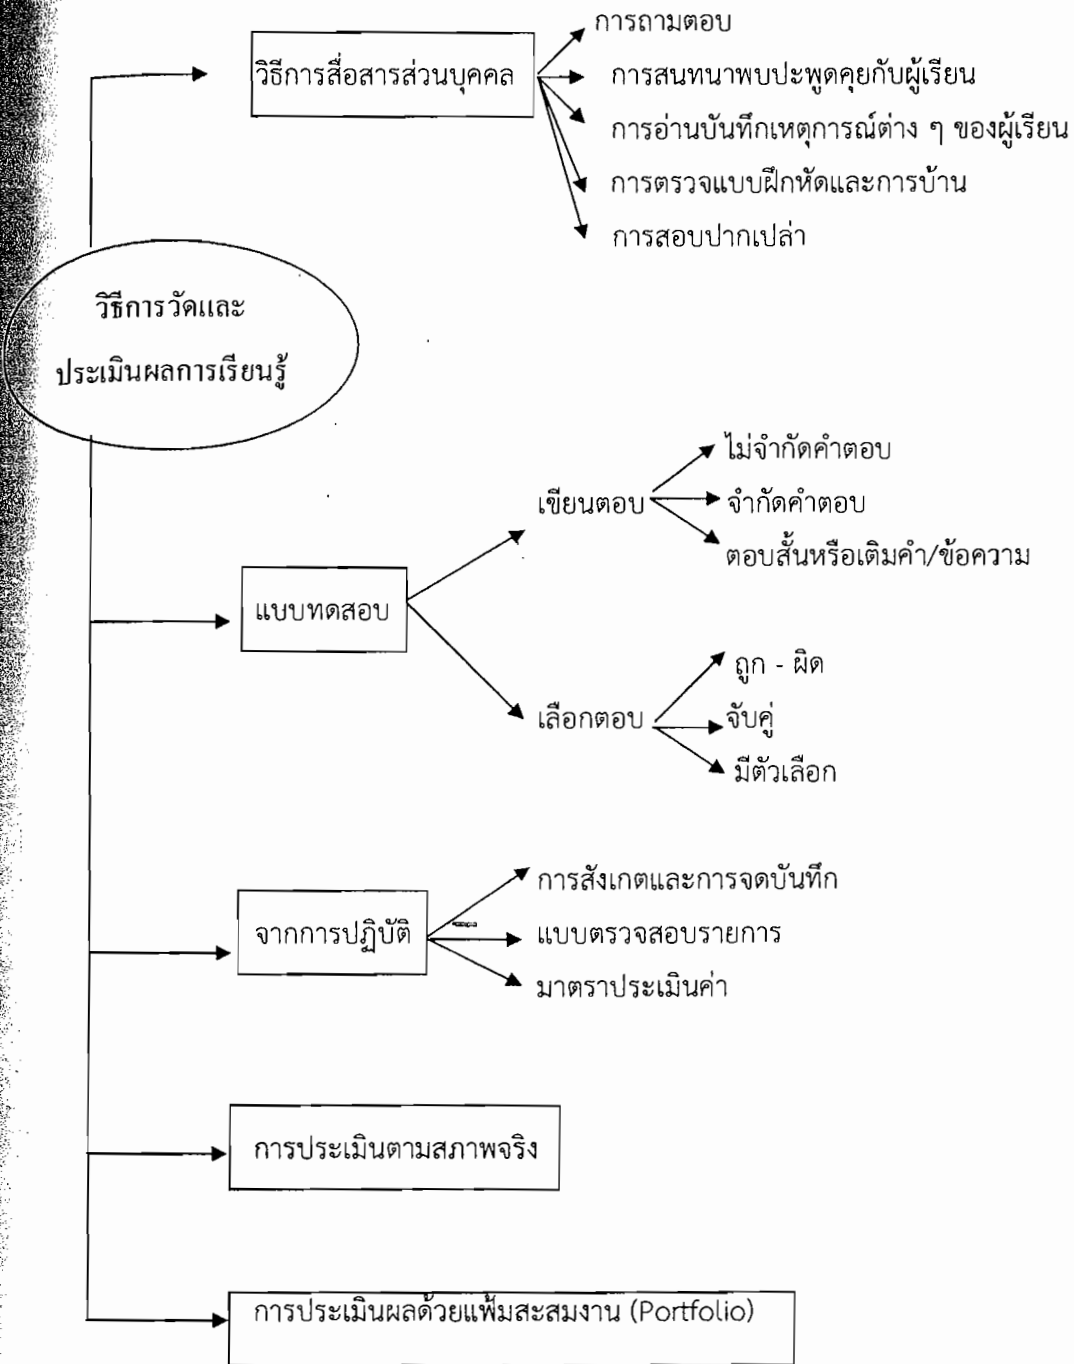 การถามตอบ
วิธีการสื่อสารส่วนบุคคล
การสนทนาพบปะพูดคุยกับผู้เรียน
การอ่านบันทึกเหตุการณ์ต่าง ๆ ของผู้เรียน
การตรวจแบบฝึกหัดและการบ้าน
การสอบปากเปล่า
วิธีการวัดและ
ประเมินผลการเรียนรู้
ไม่จำกัดคำตอบ
เขียนตอบ
จำกัดคำตอบ
ตอบสั้นหรือเติมคำ/ข้อความ
แบบทดสอบ
ถูก - ผิด
เลือกตอบ
จับคู่
มีตัวเลือก
การสังเกตและการจดบันทึก
จากการปฏิบัติ
แบบตรวจสอบรายการ
มาตราประเมินค่า
การประเมินตามสภาพจริง
การประเมินผลด้วยแฟ้มสะสมงาน (Portfolio)